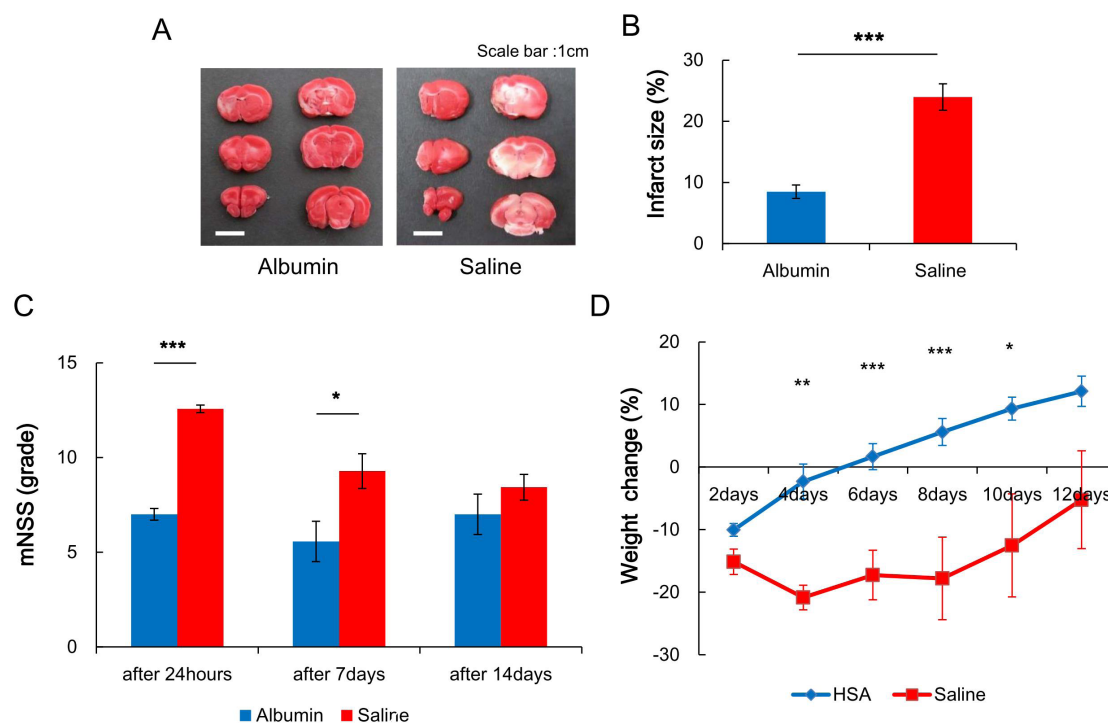 A
Scale bar :1cm
Albumin
Saline
B
***
Infarct size (%)
30
20
10
0
Albumin
Saline
C
mNSS (grade)
15
10
5
0
***
*
after 24hours
after 7days
after 14days
Albumin
Saline
D
Weight change (%)
20
10
0
-10
-20
-30
**
***
***
*
2days
4days
6days
8days
10days
12days
HSA
Saline